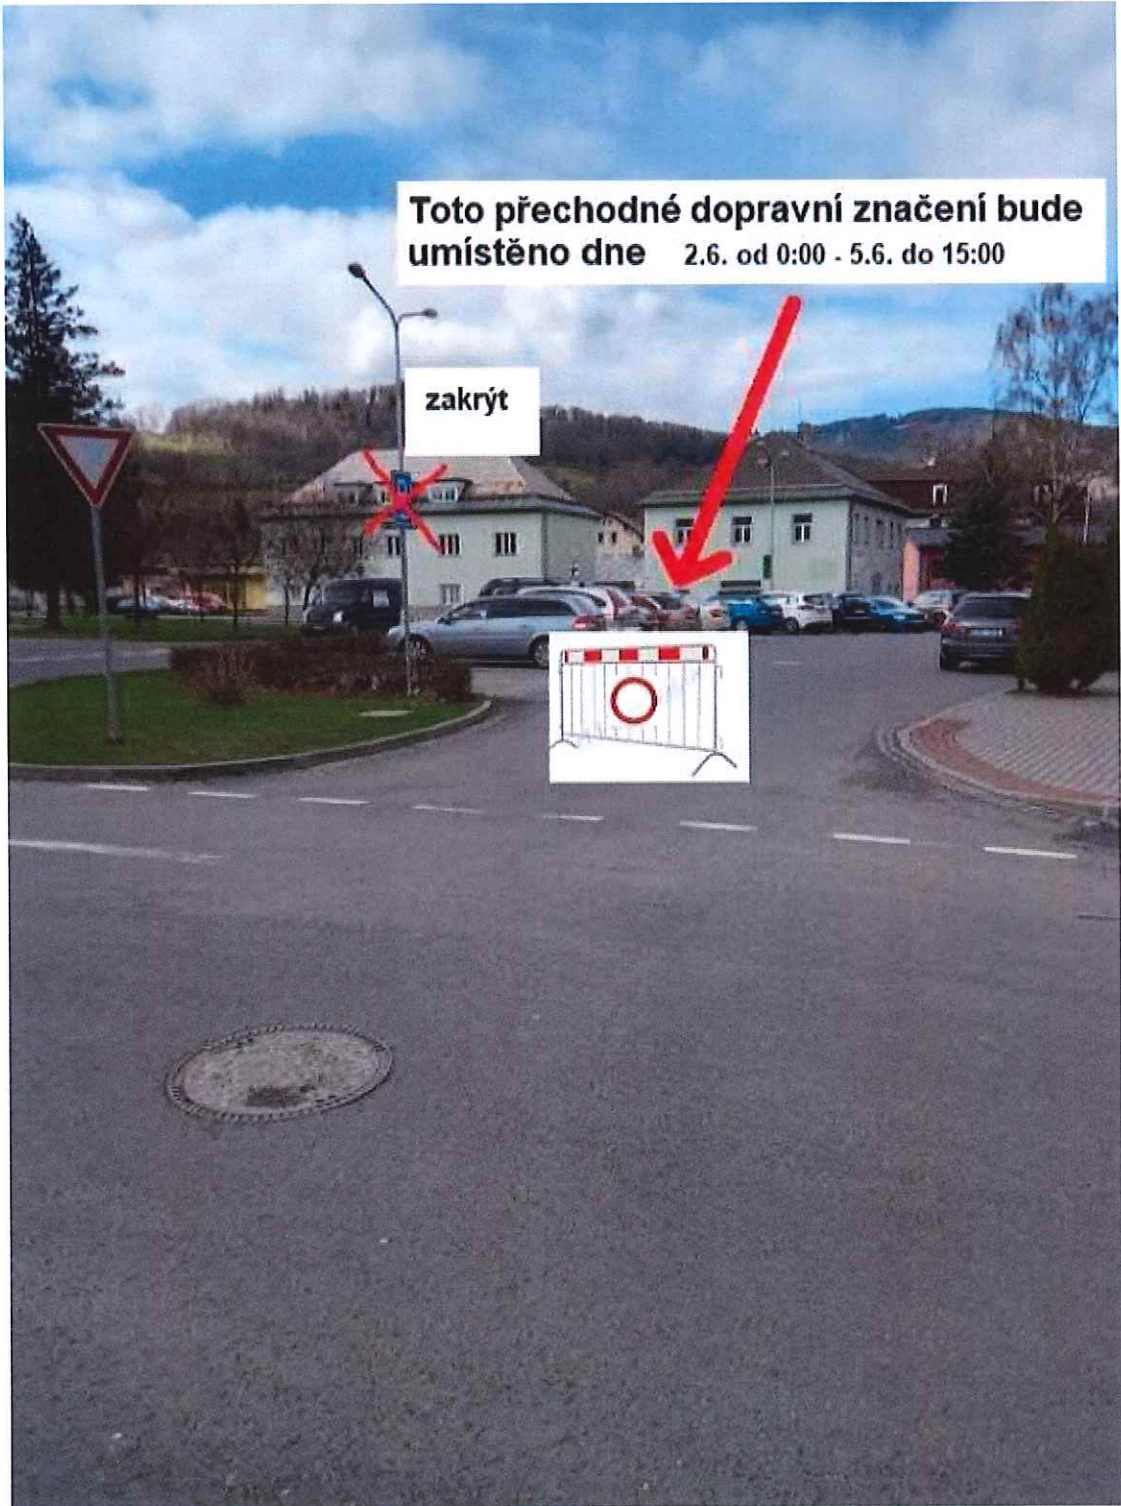 Toto přechodné dopravní značení bude
umístěno dne 2.6. od 0:00 - 5.6. do 15:00
zakrýt